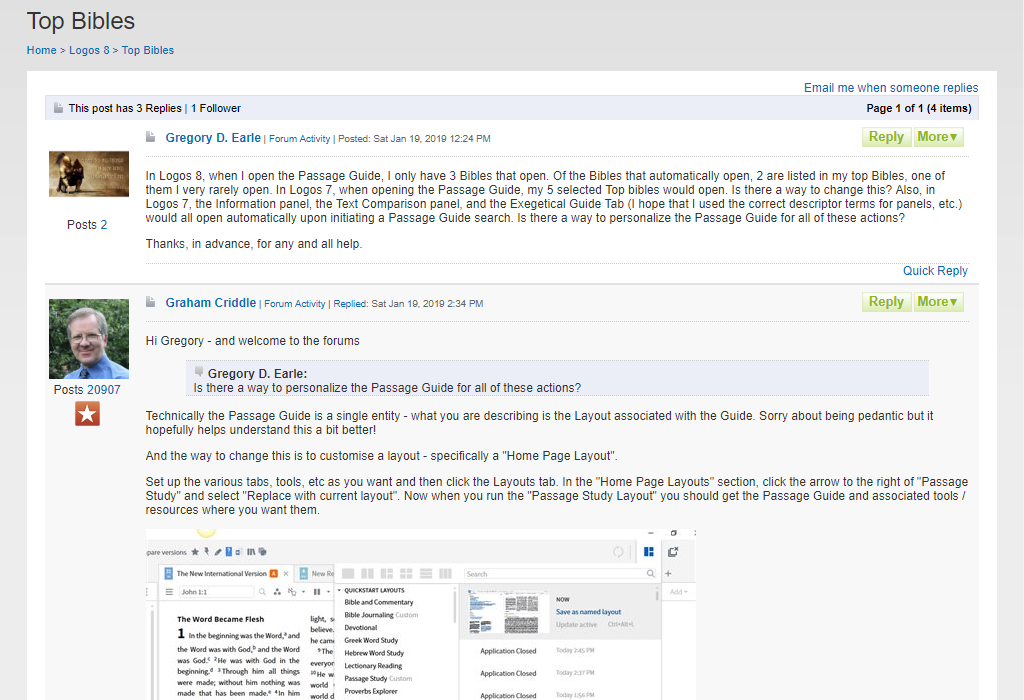 Top Bibles
Home > Logos 8 > Top Bibles
Email me when someone replies
This post has 3 Replies | 1 Follower
Page 1 of 1 (4 items)
Gregory D. Earle | Forum Activity | Posted: Sat Jan 19, 2019 12:24 PM
Reply More▼
Posts 2
In Logos 8, when I open the Passage Guide, I only have 3 Bibles that open. Of the Bibles that automatically open, 2 are listed in my top Bibles, one of
them I very rarely open. In Logos 7, when opening the Passage Guide, my 5 selected Top bibles would open. Is there a way to change this? Also, in
Logos 7, the Information panel, the Text Comparison panel, and the Exegetical Guide Tab (I hope that I used the correct descriptor terms for panels, etc.)
would all open automatically upon initiating a Passage Guide search. Is there a way to personalize the Passage Guide for all of these actions?
Thanks, in advance, for any and all help.
Quick Reply
Graham Criddle | Forum Activity | Replied: Sat Jan 19, 2019 2:34 PM
Reply More▼
Posts 20907
Hi Gregory - and welcome to the forums
Gregory D. Earle:
Is there a way to personalize the Passage Guide for all of these actions?
Technically the Passage Guide is a single entity - what you are describing is the Layout associated with the Guide. Sorry about being pedantic but it
hopefully helps understand this a bit better!
And the way to change this is to customise a layout - specifically a "Home Page Layout".
Set up the various tabs, tools, etc as you want and then click the Layouts tab. In the "Home Page Layouts" section, click the arrow to the right of "Passage
Study" and select "Replace with current layout". Now when you run the "Passage Study Layout" you should get the Passage Guide and associated tools /
resources where you want them.
pare versions
The New International Version A × New Re
Search
John 1:1
Add
QUICKSTART LAYOUTS
Bible and Commentary
Bible Journaling Custom
Devotional
Greek Word Study
Hebrew Word Study
Lectionary Reading
Passage Study Custom
Proverbs Explorer
NOW
Save as named layout
Update active Ctrl+Alt+L
Application Closed Today 2:45 PM
Application Closed Today 2:37 PM
Application Closed Today 1:56 PM
The Word Became Flesh
1 In the beginning was the Word,a and
the Word was with God,b and the Word
was God.c 2He was with God in the
beginning.d 3Through him all things
were made; without him nothing was
made that has been made.e 4In him
light, s
believe.
he came
9The
everyon
10He w
world
world d